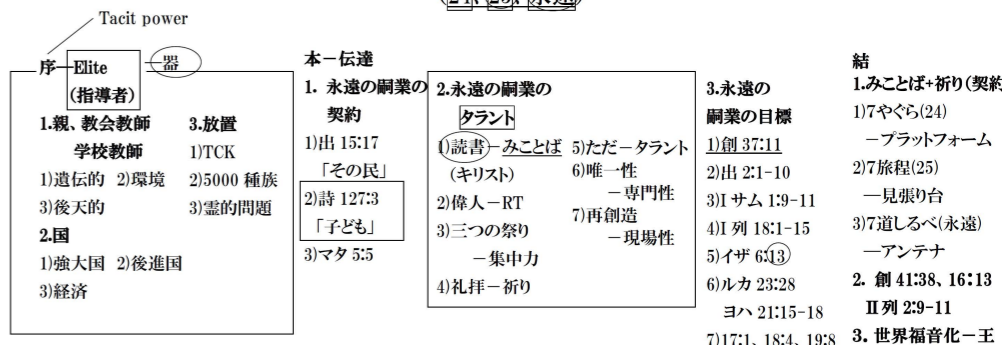 (24、25、永遠)
Tacit power
序－Elite －器
(指導者)
1.親、教会教師
学校教師
1)遺伝的 2)環境
3)後天的
2.国
1)強大国 2)後進国
3)経済
3.放置
1)TCK
2)5000 種族
3)霊的問題
本－伝達
1. 永遠の嗣業の
契約
1)出 15:17
「その民」
2)詩 127:3
「子ども」
3)マタ 5:5
2.永遠の嗣業の
タラント
1)読書－みことば
(キリスト)
2)偉人－RT
3)三つの祭り
－集中力
4)礼拝－祈り
5)ただ－タラント
6)唯一性
－専門性
7)再創造
－現場性
3.永遠の
嗣業の目標
1)創 37:11
2)出 2:1-10
3)I サム 1:9-11
4)I 列 18:1-15
5)イザ 6:13
6)ルカ 23:28
ヨハ 21:15-18
7)17:1、18:4、19:8
結
1.みことば+祈り(契約
1)7やぐら(24)
－プラットフォーム
2)7旅程(25)
―見張り台
3)7道しるべ(永遠)
―アンテナ
2. 創 41:38、16:13
Ⅱ列 2:9-11
3. 世界福音化－王